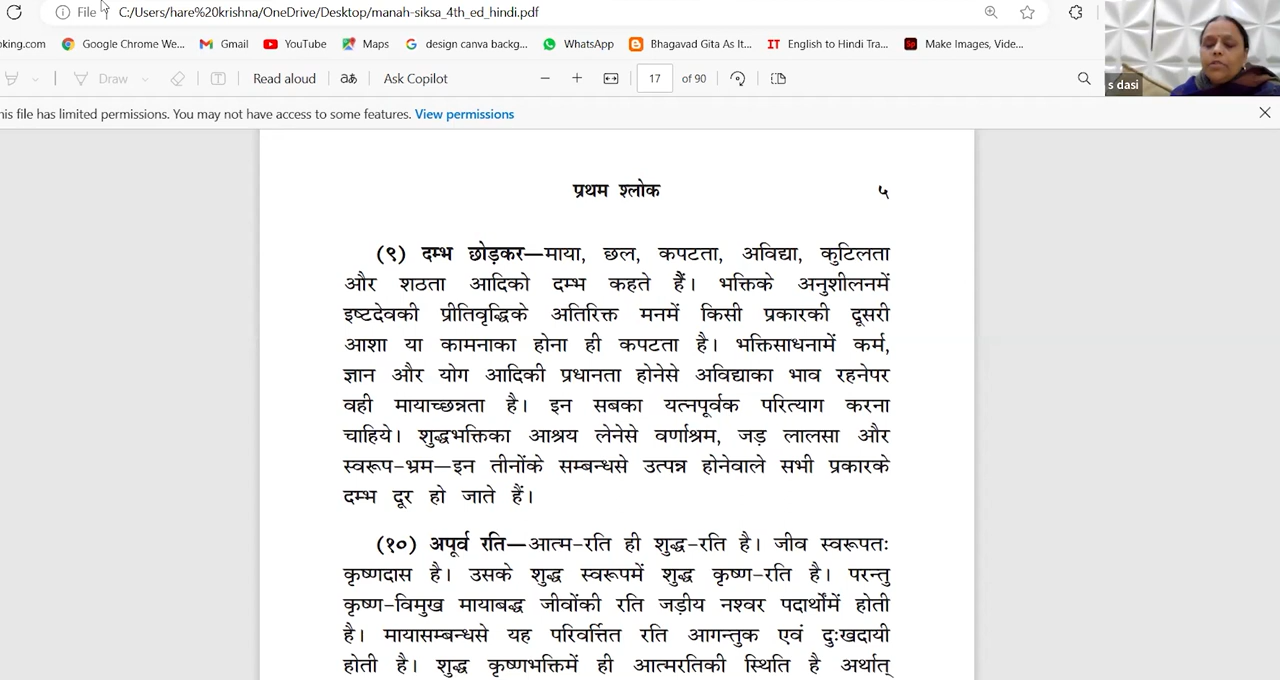 File C:/Users/hare%20krishna/OneDrive/Desktop/manah-siksa_4th_ed_hindi.pdf
oking.com Google Chrome We... Gmail YouTube Maps design canva backg... WhatsApp Bhagavad Gita As It... English to Hindi Tra... Make Images, Vide...
s dasi
Draw Read aloud Ask Copilot 17 of 90
his file has limited permissions. You may not have access to some features. View permissions
प्रथम श्लोक ५
(९) दम्भ छोड़कर—माया, छल, कपटता, अविद्या, कुटिलता
और शठता आदिको दम्भ कहते हैं। भक्तिके अनुशीलनमें
इष्टदेवकी प्रीतिवृद्धिके अतिरिक्त मनमें किसी प्रकारकी दूसरी
आशा या कामनाका होना ही कपटता है। भक्तिसाधनामें कर्म,
ज्ञान और योग आदिकी प्रधानता होनेसे अविद्याका भाव रहनेपर
वही मायाच्छन्नता है। इन सबका यत्नपूर्वक परित्याग करना
चाहिये। शुद्धभक्तिका आश्रय लेनेसे वर्णाश्रम, जड़ लालसा और
स्वरूप-भ्रम—इन तीनोंके सम्बन्धसे उत्पन्न होनेवाले सभी प्रकारके
दम्भ दूर हो जाते हैं।
(१०) अपूर्व रति—आत्म-रति ही शुद्ध-रति है। जीव स्वरूपतः
कृष्णदास है। उसके शुद्ध स्वरूपमें शुद्ध कृष्ण-रति है। परन्तु
कृष्ण-विमुख मायाबद्ध जीवोंकी रति जड़ीय नश्वर पदार्थोंमें होती
है। मायासम्बन्धसे यह परिवर्त्तित रति आगन्तुक एवं दुःखदायी
होती है। शुद्ध कृष्णभक्तिमें ही आत्मरतिकी स्थिति है अर्थात्